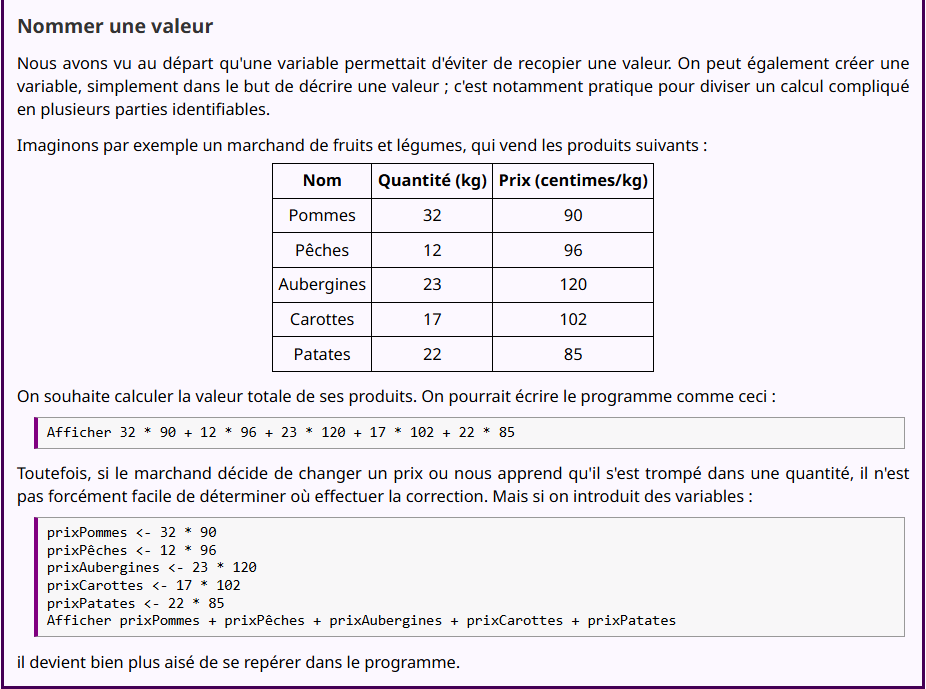 Nommer une valeur
Nous avons vu au départ qu'une variable permettait d'éviter de recopier une valeur. On peut également créer une
variable, simplement dans le but de décrire une valeur ; c'est notamment pratique pour diviser un calcul compliqué
en plusieurs parties identifiables.
Imaginons par exemple un marchand de fruits et légumes, qui vend les produits suivants :
Nom Quantité (kg) Prix (centimes/kg)
Pommes 32 90
Pêches 12 96
Aubergines 23 120
Carottes 17 102
Patates 22 85
On souhaite calculer la valeur totale de ses produits. On pourrait écrire le programme comme ceci :
Afficher 32 * 90 + 12 * 96 + 23 * 120 + 17 * 102 + 22 * 85
Toutefois, si le marchand décide de changer un prix ou nous apprend qu'il s'est trompé dans une quantité, il n'est
pas forcément facile de déterminer où effectuer la correction. Mais si on introduit des variables :
prixPommes <- 32 * 90
prixPêches <- 12 * 96
prixAubergines <- 23 * 120
prixCarottes <- 17 * 102
prixPatates <- 22 * 85
Afficher prixPommes + prixPêches + prixAubergines + prixCarottes + prixPatates
il devient bien plus aisé de se repérer dans le programme.